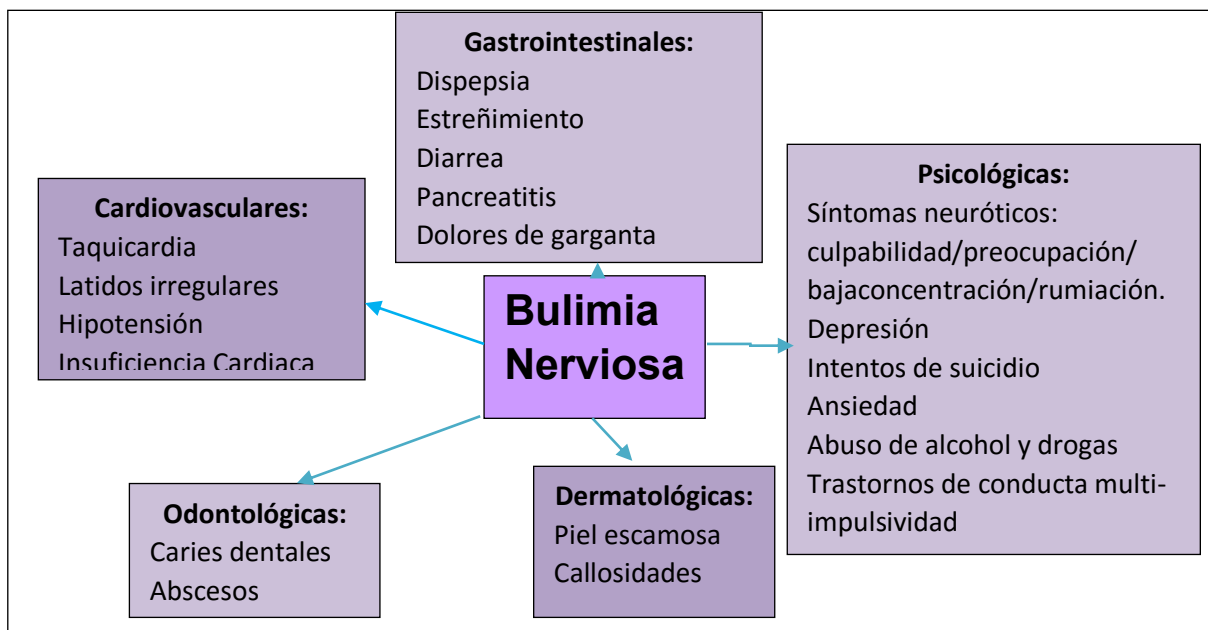 Gastrointestinales:
Dispepsia
Estreñimiento
Diarrea
Pancreatitis
Dolores de garganta
Cardiovasculares:
Taquicardia
Latidos irregulares
Hipotensión
Insuficiencia Cardiaca
Bulimia
Nerviosa
Psicológicas:
Síntomas neuróticos:
culpabilidad/preocupación/
bajaconcentración/rumiación.
Depresión
Intentos de suicidio
Ansiedad
Abuso de alcohol y drogas
Trastornos de conducta multi-
impulsividad
Odontológicas:
Caries dentales
Abscesos
Dermatológicas:
Piel escamosa
Callosidades